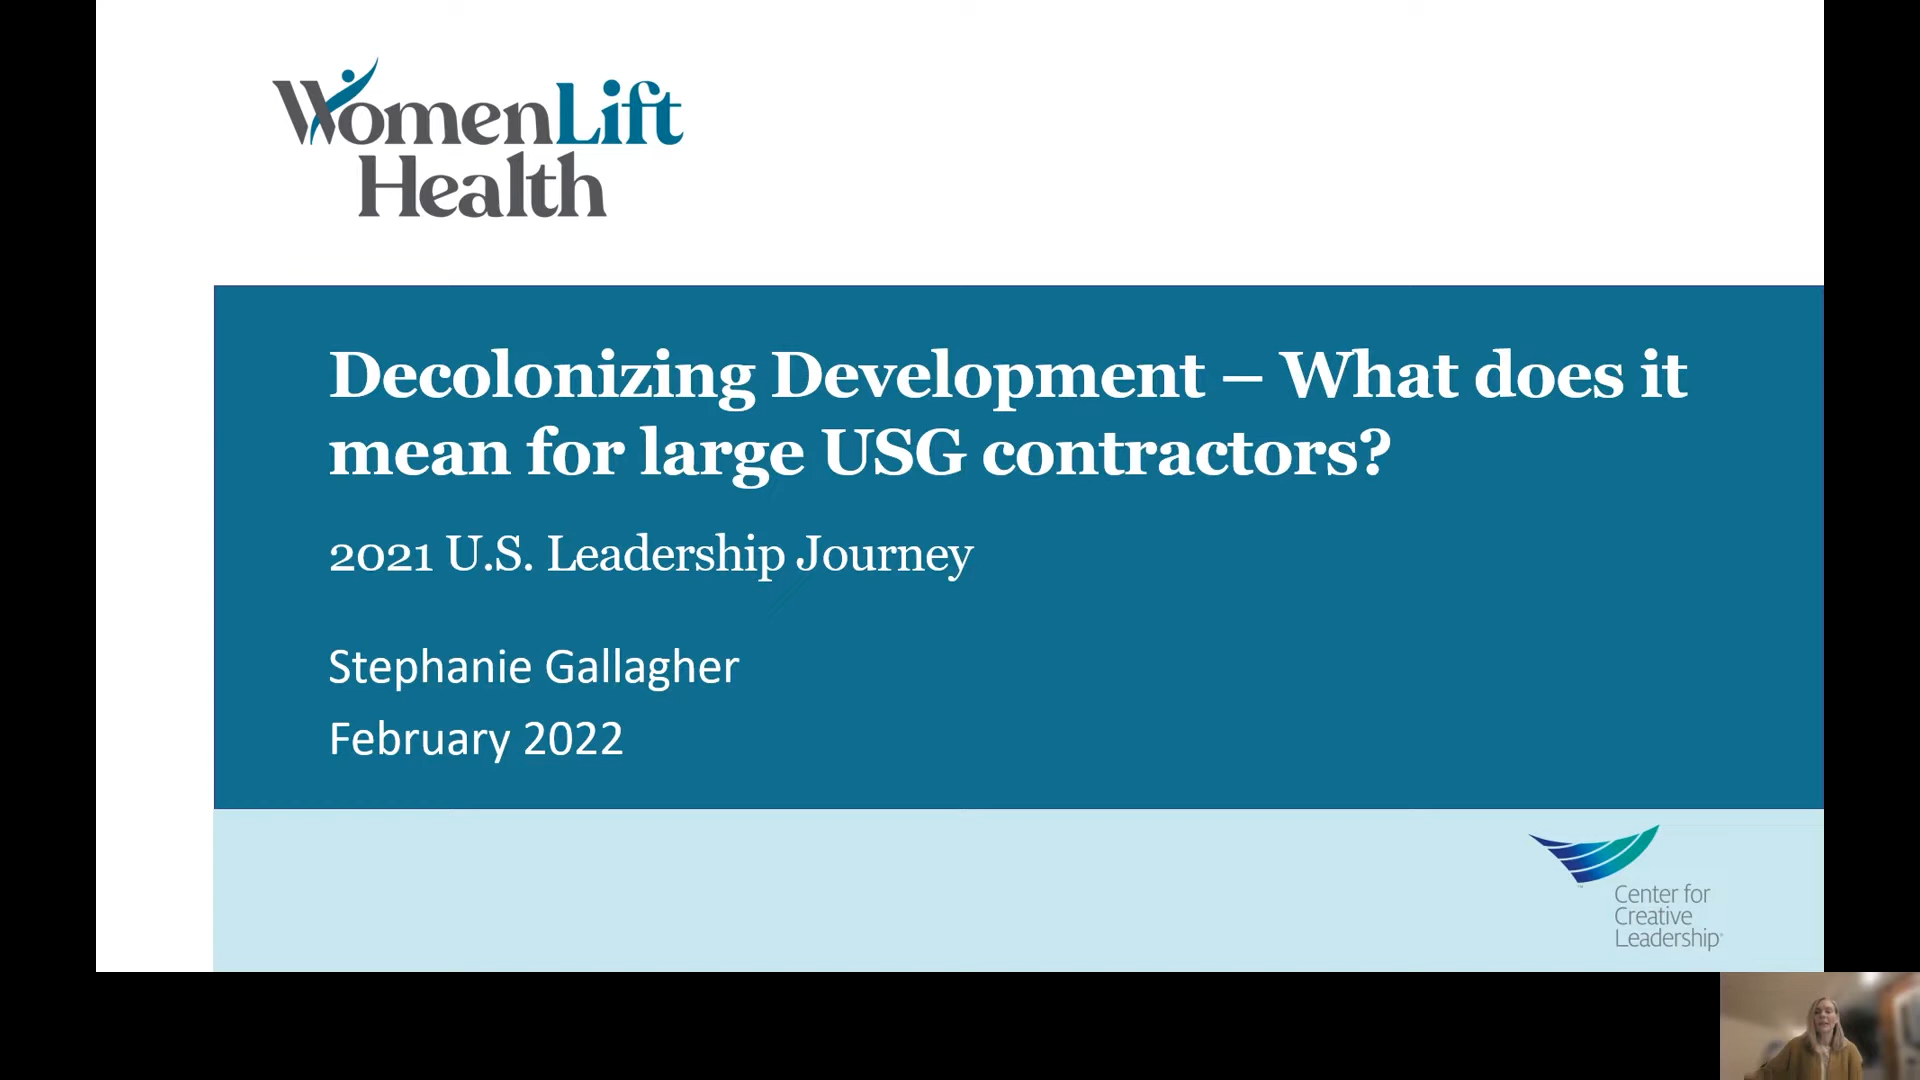 WomenLift
Health
Decolonizing Development – What does it
mean for large USG contractors?
2021 U.S. Leadership Journey
Stephanie Gallagher
February 2022
Center for
Creative
Leadership